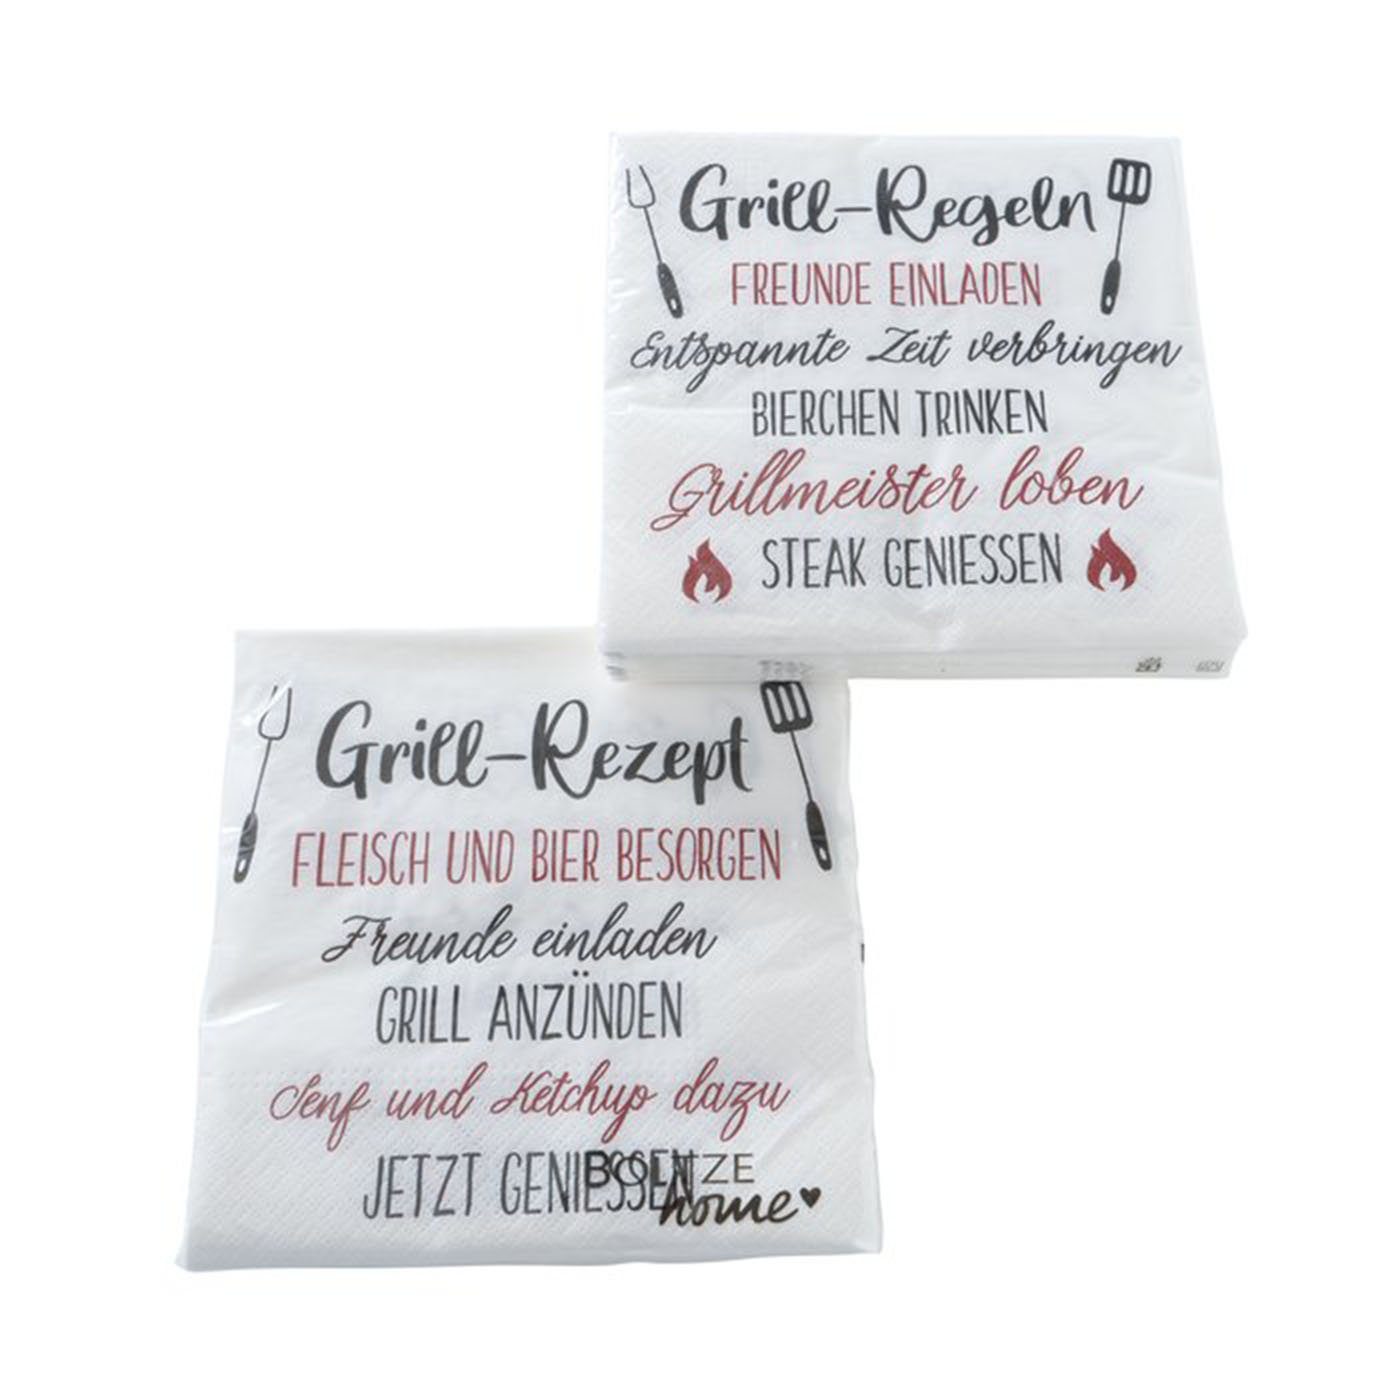 Grill-Regeln
FREUNDE EINLADEN
Entspannte Zeit verbringen
BIERCHEN TRINKEN
Grillmeister loben
STEAK GENIESSEN
Grill-Rezept
FLEISCH UND BIER BESORGEN
Freunde einladen
GRILL ANZÜNDEN
Senf und Ketchup dazu
JETZT GENIESSEN
BOLTZE
home